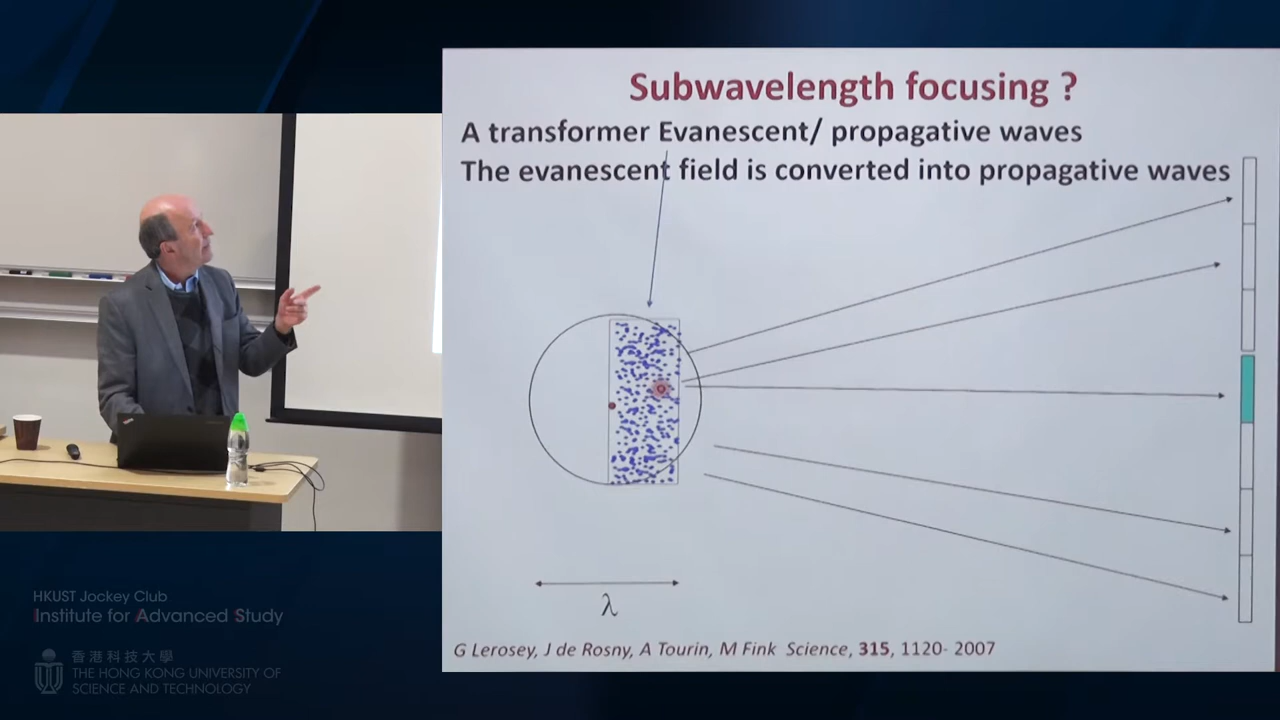 Subwavelength focusing ?
A transformer Evanescent/ propagative waves
The evanescent field is converted into propagative waves
λ
G Lerosey, J de Rosny, A Tourin, M Fink Science, 315, 1120- 2007
HKUST Jockey Club
Institute for Advanced Study
香港科技大學
THE HONG KONG UNIVERSITY OF
SCIENCE AND TECHNOLOGY